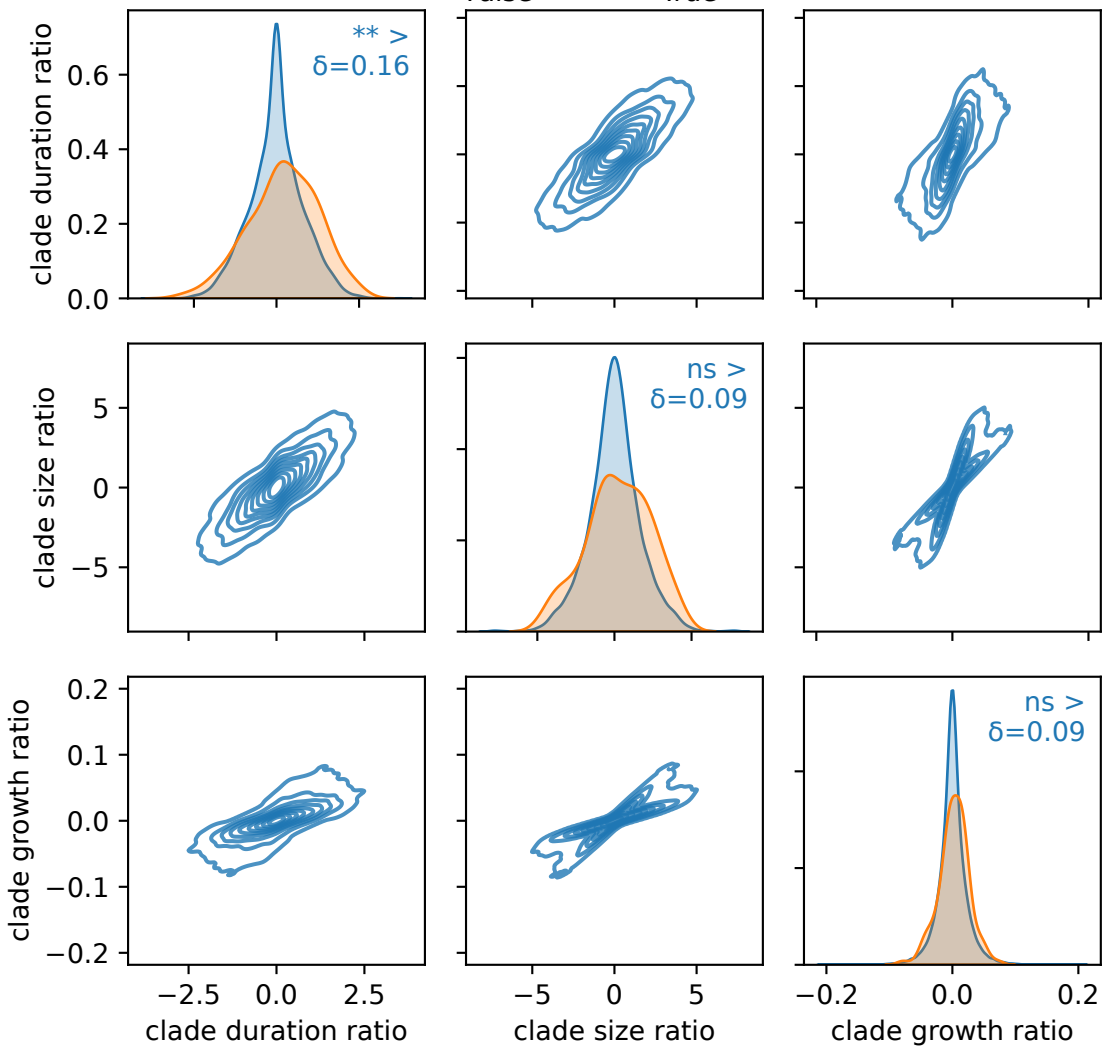 ** >
δ=0.16
clade duration ratio
0.6
0.4
0.2
0.0
ns >
δ=0.09
clade size ratio
5
0
−5
ns >
δ=0.09
clade growth ratio
0.2
0.1
0.0
−0.1
−0.2
−2.5 0.0 2.5
−5 0 5
−0.2 0.0 0.2
clade duration ratio
clade size ratio
clade growth ratio